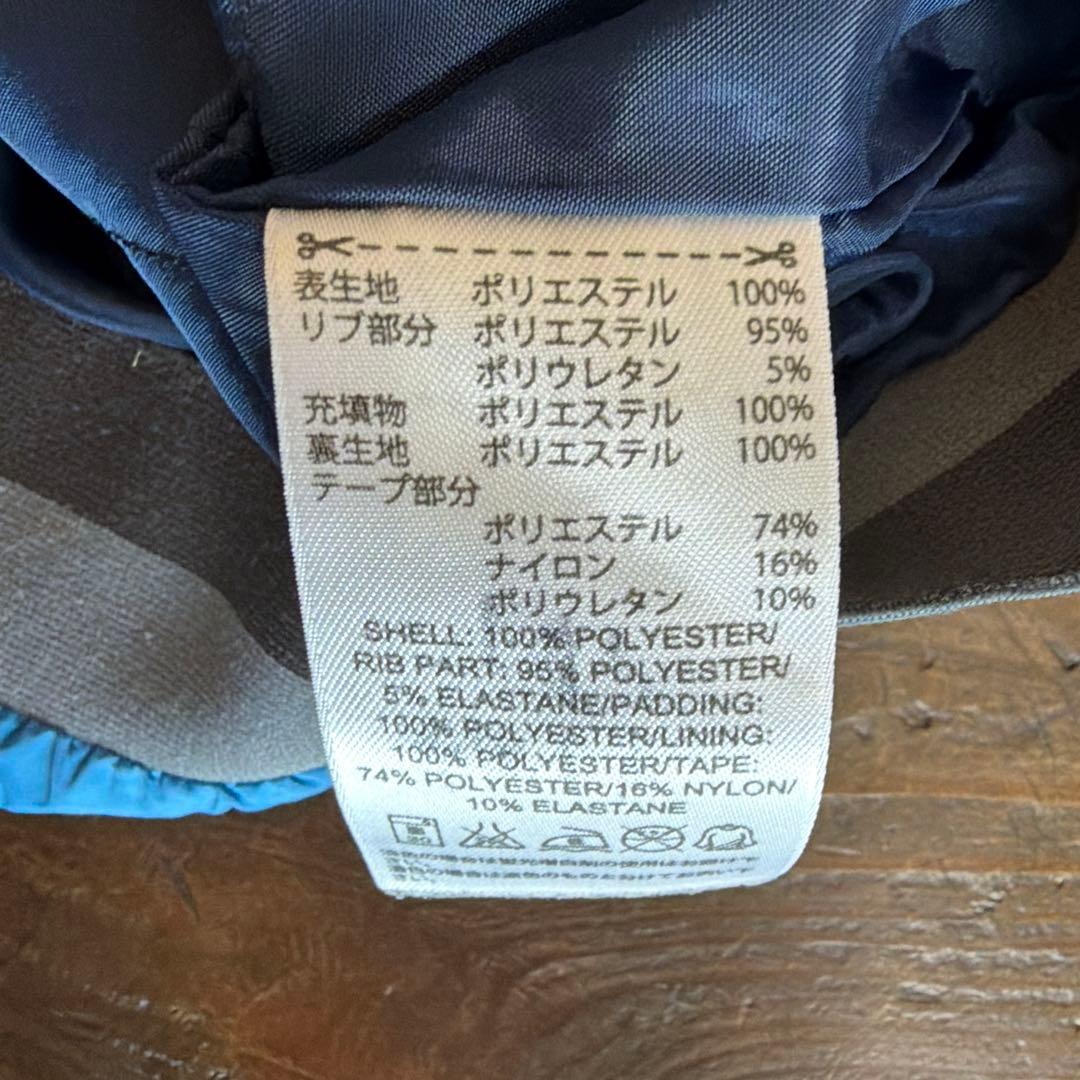 表生地 ポリエステル 100%
リブ部分 ポリエステル 95%
ポリウレタン 5%
充填物 ポリエステル 100%
裏生地 ポリエステル 100%
テープ部分
ポリエステル 74%
ナイロン 16%
ポリウレタン 10%
SHELL: 100% POLYESTER/
RIB PART: 95% POLYESTER/
5% ELASTANE/PADDING:
100% POLYESTER/LINING:
100% POLYESTER/TAPE:
74% POLYESTER/16% NYLON/
10% ELASTANE